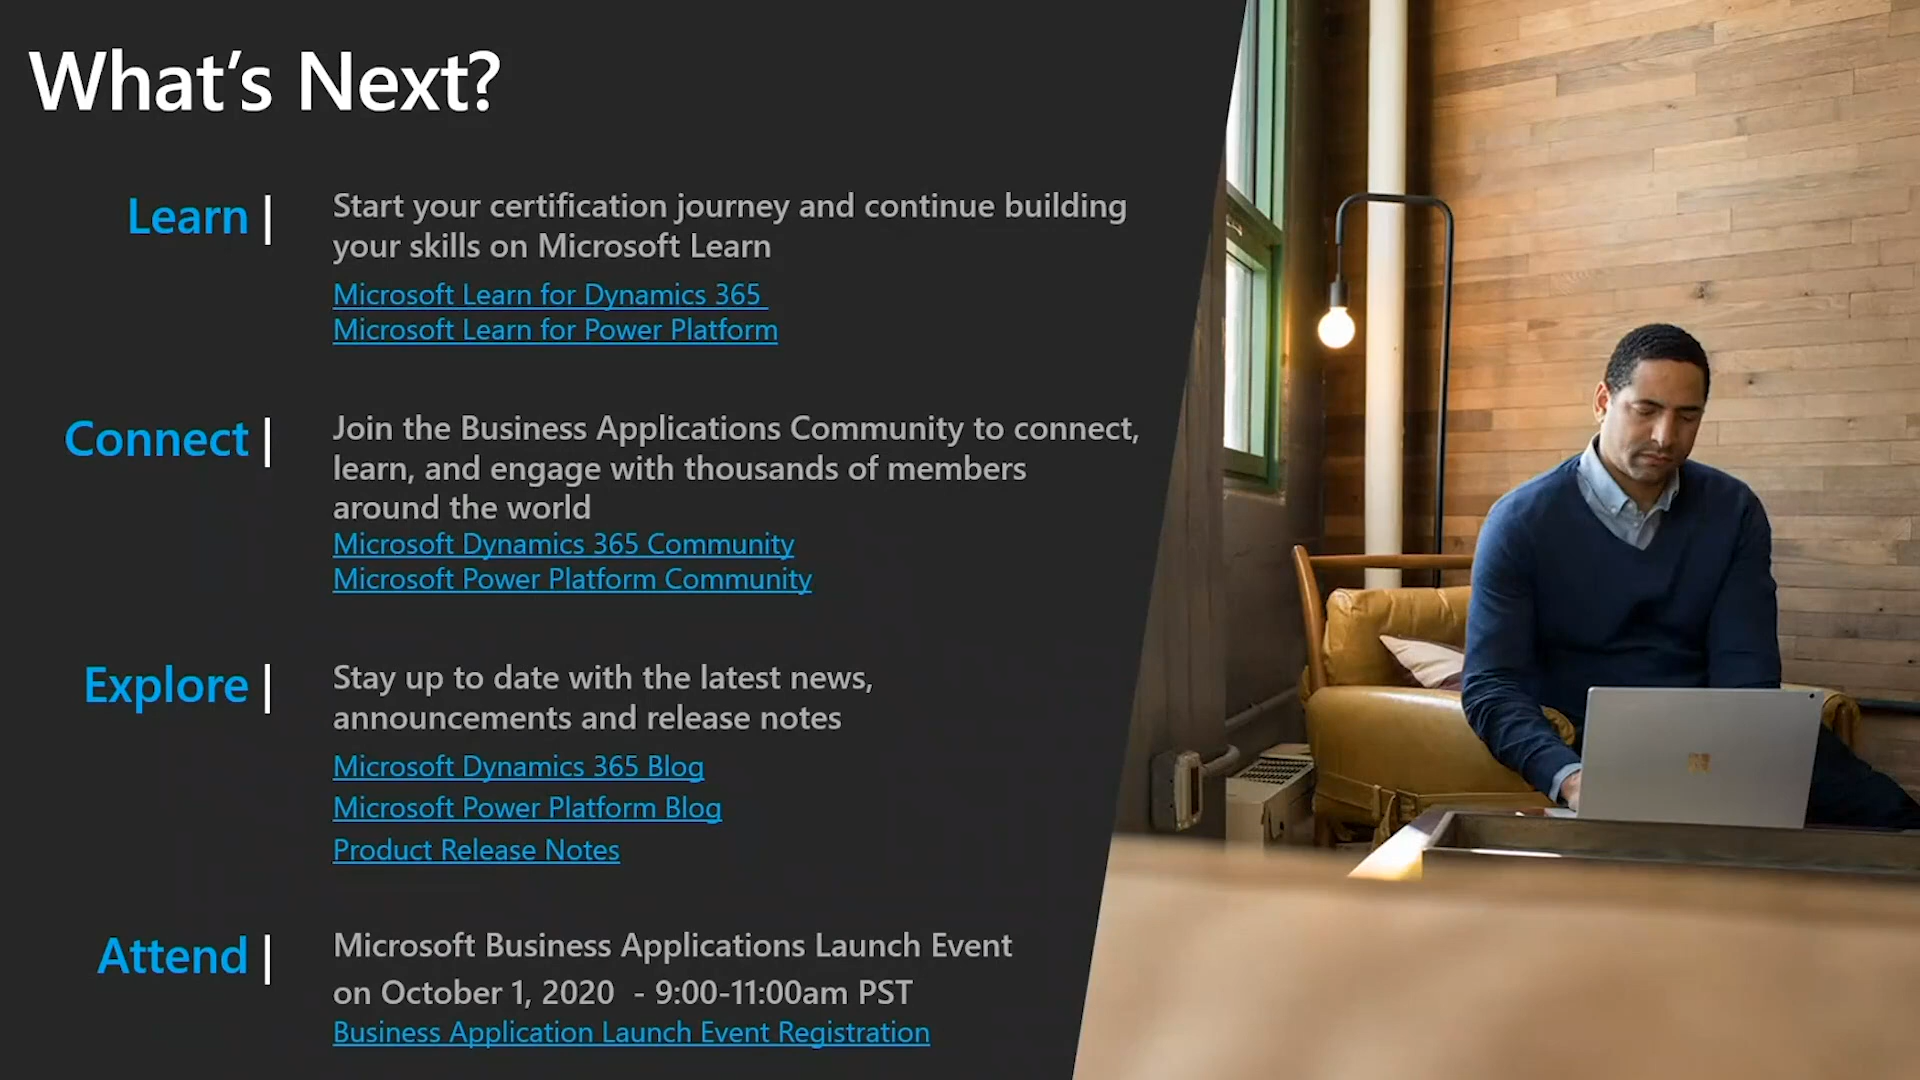 What's Next?
Learn |
Start your certification journey and continue building
your skills on Microsoft Learn
Microsoft Learn for Dynamics 365
Microsoft Learn for Power Platform
Connect |
Join the Business Applications Community to connect,
learn, and engage with thousands of members
around the world
Microsoft Dynamics 365 Community
Microsoft Power Platform Community
Explore |
Stay up to date with the latest news,
announcements and release notes
Microsoft Dynamics 365 Blog
Microsoft Power Platform Blog
Product Release Notes
Attend |
Microsoft Business Applications Launch Event
on October 1, 2020 - 9:00-11:00am PST
Business Application Launch Event Registration